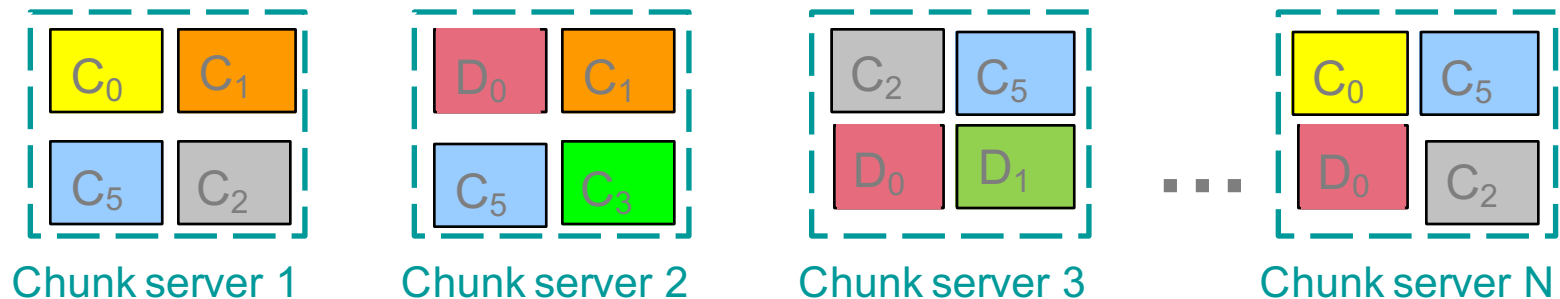 C₀ C₁ D₀ C₁ C₂ C₅ C₀ C₅
C₅ C₂ C₅ C₃ D₀ D₁ ... D₀ C₂
Chunk server 1 Chunk server 2 Chunk server 3 Chunk server N